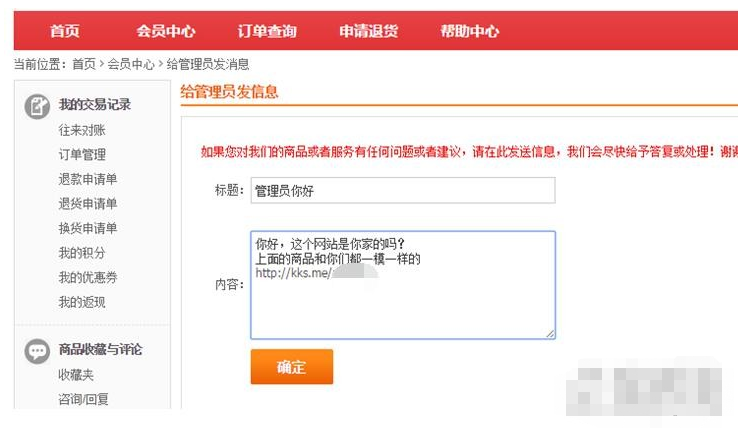 首页 会员中心 订单查询 申请退货 帮助中心
当前位置：首页 > 会员中心 > 给管理员发消息
我的交易记录
往来对账
订单管理
退款申请单
退货申请单
换货申请单
我的积分
我的优惠券
我的返现
商品收藏与评论
收藏夹
咨询/回复
给管理员发信息
如果您对我们的商品或者服务有任何问题或者建议，请在此发送信息，我们会尽快给予答复或处理！谢谢
标题：管理员你好
内容：
你好，这个网站是你家的吗？
上面的商品和你们都一模一样的
http://kks.me/
确定